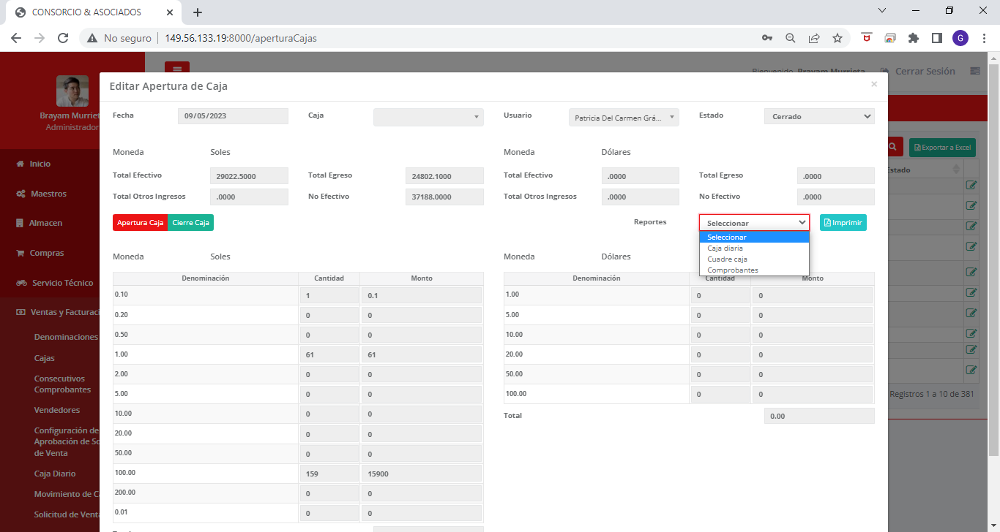 CONSORCIO & ASOCIADOS
No seguro
149.56.133.19:8000/aperturaCajas
G
Brayam Murriet
Administrador
Inicio
Maestros
Almacen
Compras
Servicio Técnico
Ventas y Facturaci
Denominaciones
Cajas
Consecutivos
Comprobantes
Vendedores
Configuración de
Aprobación de So
de Venta
Caja Diario
Movimiento de Ca
Solicitud de Venta
Bienvenido, Brayam Murrieta
Cerrar Sesión
Editar Apertura de Caja ×
Fecha 09/05/2023 Caja Usuario Patricia Del Carmen Grá... Estado Cerrado
Moneda Soles Moneda Dólares
Total Efectivo 29022.5000 Total Egreso 24802.1000 Total Efectivo .0000 Total Egreso .0000
Total Otros Ingresos .0000 No Efectivo 37188.0000 Total Otros Ingresos .0000 No Efectivo .0000
Apertura Caja Cierre Caja Reportes Seleccionar Imprimir
Seleccionar
Caja diaria
Cuadre caja
Comprobantes
Moneda Soles
Denominación Cantidad Monto
0.10 1 0.1
0.20 0 0
0.50 0 0
1.00 61 61
2.00 0 0
5.00 0 0
10.00 0 0
20.00 0 0
50.00 0 0
100.00 159 15900
200.00 0 0
0.01 0 0
Moneda Dólares
Denominación Cantidad Monto
1.00 0 0
5.00 0 0
10.00 0 0
20.00 0 0
50.00 0 0
100.00 0 0
Total 0.00
Exportar a Excel
Estado
Registros 1 a 10 de 381